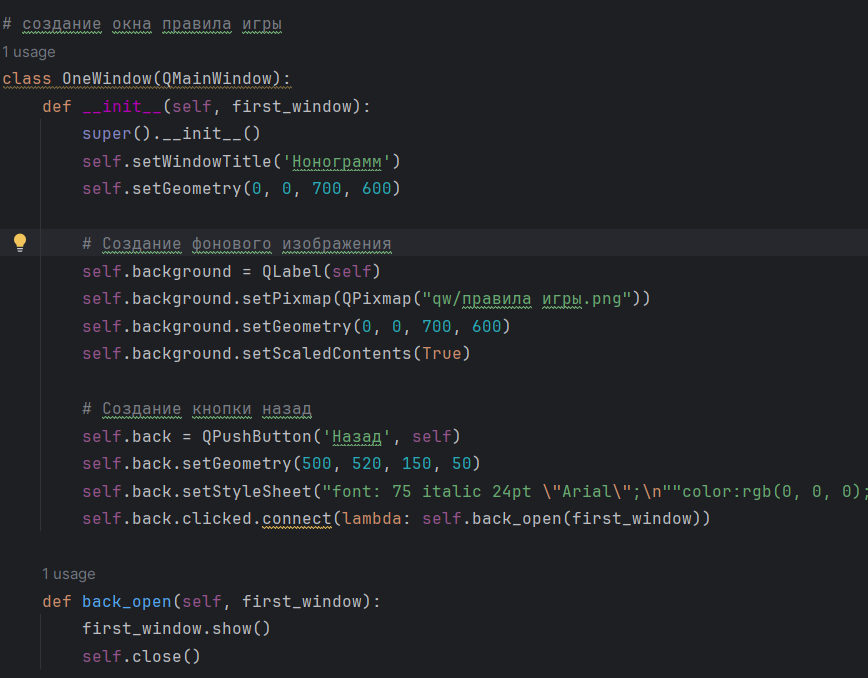 # создание окна правила игры
1 usage
class OneWindow(QMainWindow):
def __init__(self, first_window):
super().__init__()
self.setWindowTitle('Нонограмм')
self.setGeometry(0, 0, 700, 600)
# Создание фонового изображения
self.background = QLabel(self)
self.background.setPixmap(QPixmap("qw/правила игры.png"))
self.background.setGeometry(0, 0, 700, 600)
self.background.setScaledContents(True)
# Создание кнопки назад
self.back = QPushButton('Назад', self)
self.back.setGeometry(500, 520, 150, 50)
self.back.setStyleSheet("font: 75 italic 24pt \"Arial\";\n""color:rgb(0, 0, 0);
self.back.clicked.connect(lambda: self.back_open(first_window))
1 usage
def back_open(self, first_window):
first_window.show()
self.close()